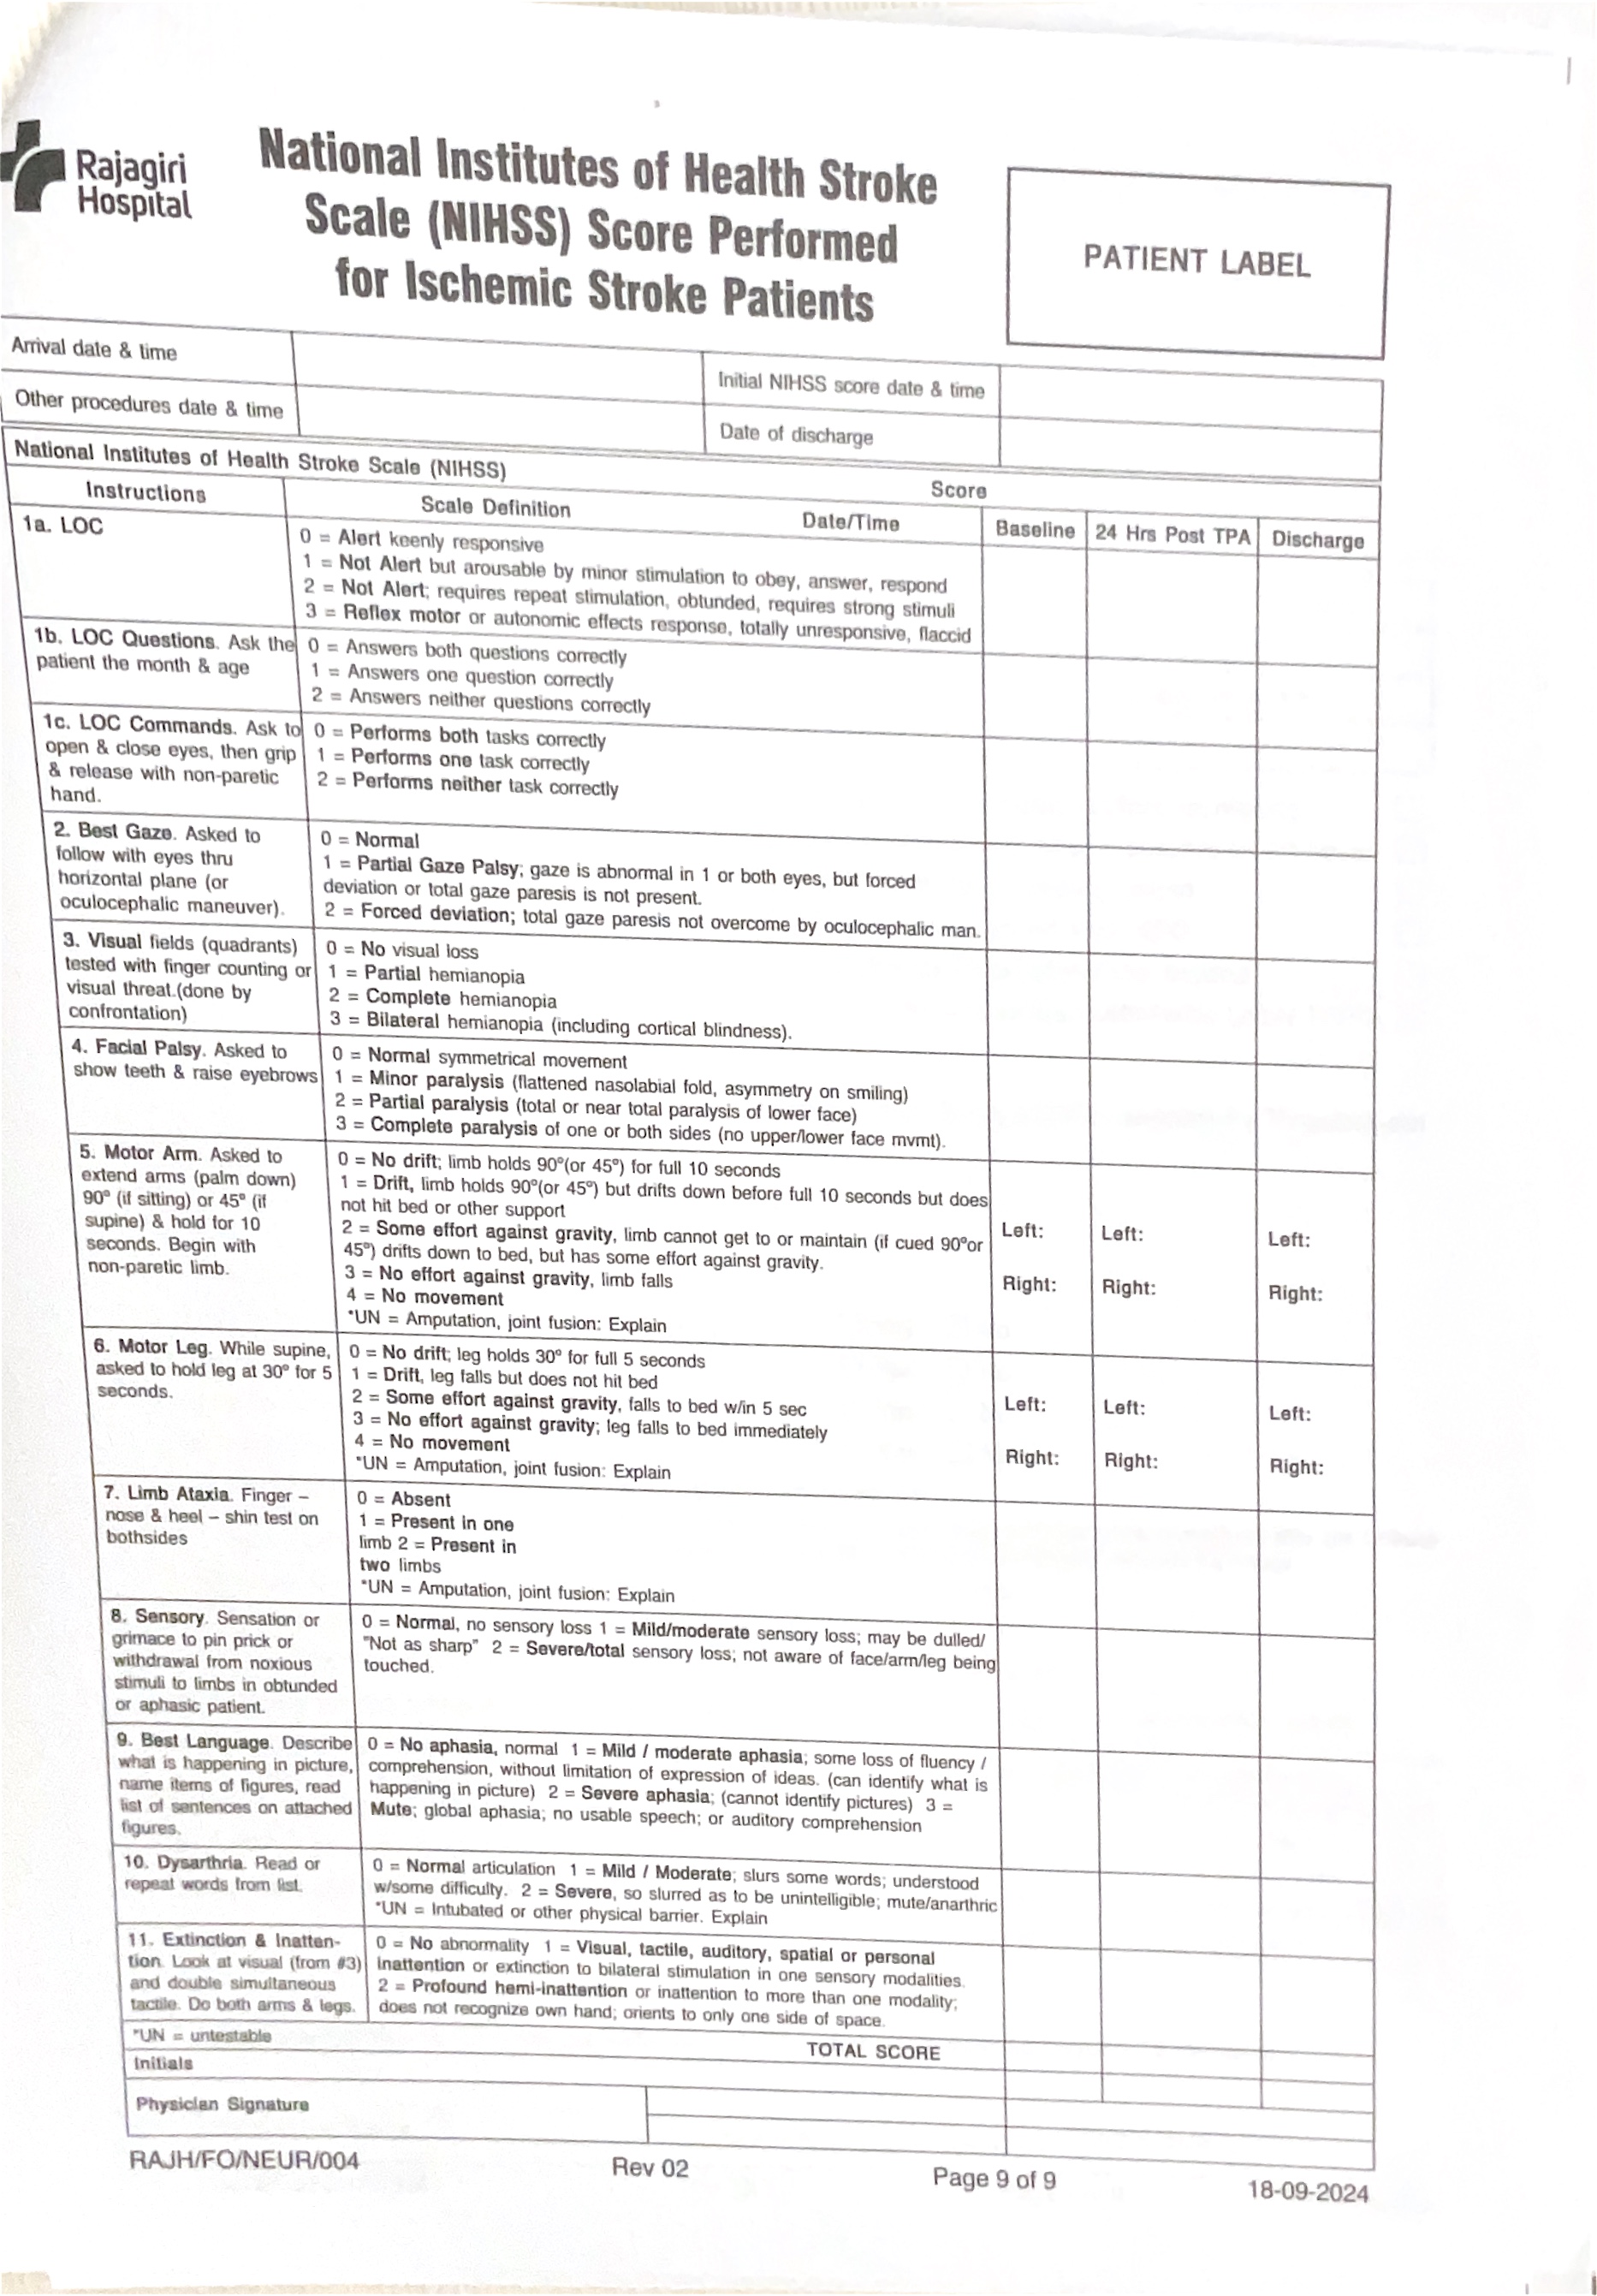 Rajagiri
Hospital
National Institutes of Health Stroke
Scale (NIHSS) Score Performed
for Ischemic Stroke Patients
PATIENT LABEL
Arrival date & time
Initial NIHSS score date & time
Other procedures date & time
Date of discharge
National Institutes of Health Stroke Scale (NIHSS)
Score
Instructions
Scale Definition
Date/Time
Baseline
24 Hrs Post TPA
Discharge
1a. LOC
0 = Alert keenly responsive
1 = Not Alert but arousable by minor stimulation to obey, answer, respond
2 = Not Alert; requires repeat stimulation, obtunded, requires strong stimuli
3 = Reflex motor or autonomic effects response, totally unresponsive, flaccid
1b. LOC Questions. Ask the
patient the month & age
0 = Answers both questions correctly
1 = Answers one question correctly
2 = Answers neither questions correctly
1c. LOC Commands. Ask to
open & close eyes, then grip
& release with non-paretic
hand.
0 = Performs both tasks correctly
1 = Performs one task correctly
2 = Performs neither task correctly
2. Best Gaze. Asked to
follow with eyes thru
horizontal plane (or
oculocephalic maneuver).
0 = Normal
1 = Partial Gaze Palsy; gaze is abnormal in 1 or both eyes, but forced
deviation or total gaze paresis is not present.
2 = Forced deviation; total gaze paresis not overcome by oculocephalic man.
3. Visual fields (quadrants)
tested with finger counting or
visual threat.(done by
confrontation)
0 = No visual loss
1 = Partial hemianopia
2 = Complete hemianopia
3 = Bilateral hemianopia (including cortical blindness).
4. Facial Palsy. Asked to
show teeth & raise eyebrows
0 = Normal symmetrical movement
1 = Minor paralysis (flattened nasolabial fold, asymmetry on smiling)
2 = Partial paralysis (total or near total paralysis of lower face)
3 = Complete paralysis of one or both sides (no upper/lower face mvmt).
5. Motor Arm. Asked to
extend arms (palm down)
90º (if sitting) or 45º (if
supine) & hold for 10
seconds. Begin with
non-paretic limb.
0 = No drift; limb holds 90º(or 45º) for full 10 seconds
1 = Drift, limb holds 90º(or 45º) but drifts down before full 10 seconds but does
not hit bed or other support
2 = Some effort against gravity, limb cannot get to or maintain (if cued 90ºor
45º) drifts down to bed, but has some effort against gravity.
3 = No effort against gravity, limb falls
4 = No movement
*UN = Amputation, joint fusion: Explain
Left:
Left:
Left:
Right:
Right:
Right:
6. Motor Leg. While supine,
asked to hold leg at 30º for 5
seconds.
0 = No drift; leg holds 30º for full 5 seconds
1 = Drift, leg falls but does not hit bed
2 = Some effort against gravity, falls to bed w/in 5 sec
3 = No effort against gravity; leg falls to bed immediately
4 = No movement
*UN = Amputation, joint fusion: Explain
Left:
Left:
Left:
Right:
Right:
Right:
7. Limb Ataxia. Finger –
nose & heel – shin test on
bothsides
0 = Absent
1 = Present in one
limb 2 = Present in
two limbs
*UN = Amputation, joint fusion: Explain
8. Sensory. Sensation or
grimace to pin prick or
withdrawal from noxious
stimuli to limbs in obtunded
or aphasic patient.
0 = Normal, no sensory loss 1 = Mild/moderate sensory loss; may be dulled/
"Not as sharp" 2 = Severe/total sensory loss; not aware of face/arm/leg being
touched.
9. Best Language. Describe
what is happening in picture,
name items of figures, read
list of sentences on attached
figures.
0 = No aphasia, normal 1 = Mild / moderate aphasia; some loss of fluency /
comprehension, without limitation of expression of ideas. (can identify what is
happening in picture) 2 = Severe aphasia; (cannot identify pictures) 3 =
Mute; global aphasia; no usable speech; or auditory comprehension
10. Dysarthria. Read or
repeat words from list.
0 = Normal articulation 1 = Mild / Moderate; slurs some words; understood
w/some difficulty. 2 = Severe, so slurred as to be unintelligible; mute/anarthric
*UN = Intubated or other physical barrier. Explain
11. Extinction & Inatten-
tion. Look at visual (from #3)
and double simultaneous
tactile. Do both arms & legs.
0 = No abnormality 1 = Visual, tactile, auditory, spatial or personal
Inattention or extinction to bilateral stimulation in one sensory modalities.
2 = Profound hemi-inattention or inattention to more than one modality;
does not recognize own hand; orients to only one side of space.
*UN = untestable
TOTAL SCORE
Initials
Physician Signature
RAJH/FO/NEUR/004
Rev 02
Page 9 of 9
18-09-2024